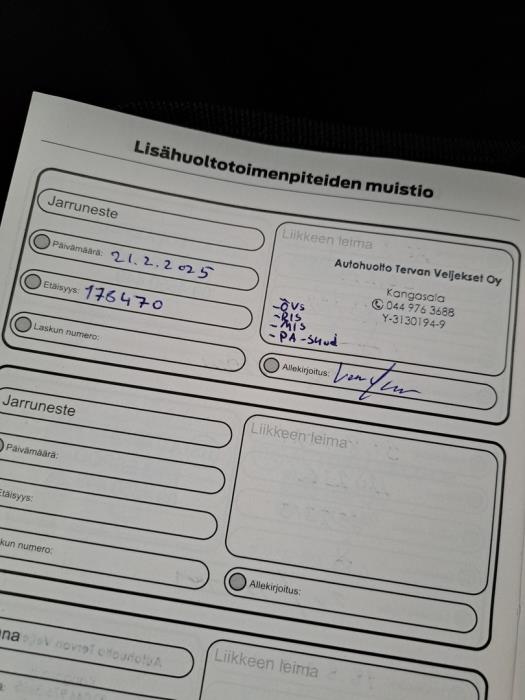 Lisähuoltotoimenpiteiden muistio
Jarruneste
Päivämäärä: 21.2.2025
Etäisyys: 176470
Laskun numero:
Liikkeen leima
Autohuolto Tervan Veljekset Oy
Kangasala
044 976 3688
Y-3130194-9
-ÖVS
-RIS
-MIS
-PA-SUUd
Allekirjoitus:
Jarruneste
Päivämäärä:
Etäisyys:
kun numero:
Liikkeen leima
Allekirjoitus:
na
Liikkeen leima